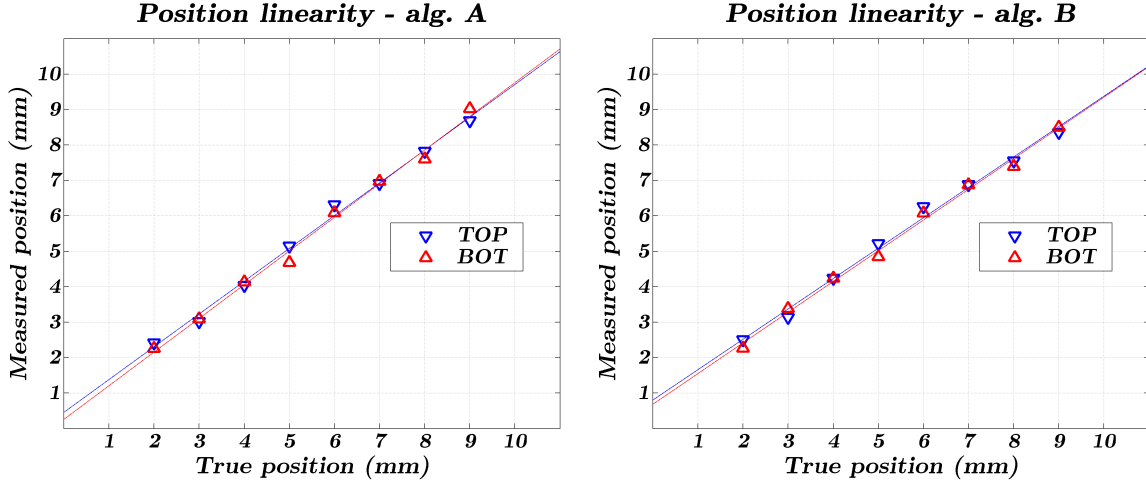 Position linearity - alg. A
Measured position (mm)
10
9
8
7
6
5
4
3
2
1
TOP
BOT
1 2 3 4 5 6 7 8 9 10
True position (mm)
Position linearity - alg. B
Measured position (mm)
10
9
8
7
6
5
4
3
2
1
TOP
BOT
1 2 3 4 5 6 7 8 9 10
True position (mm)